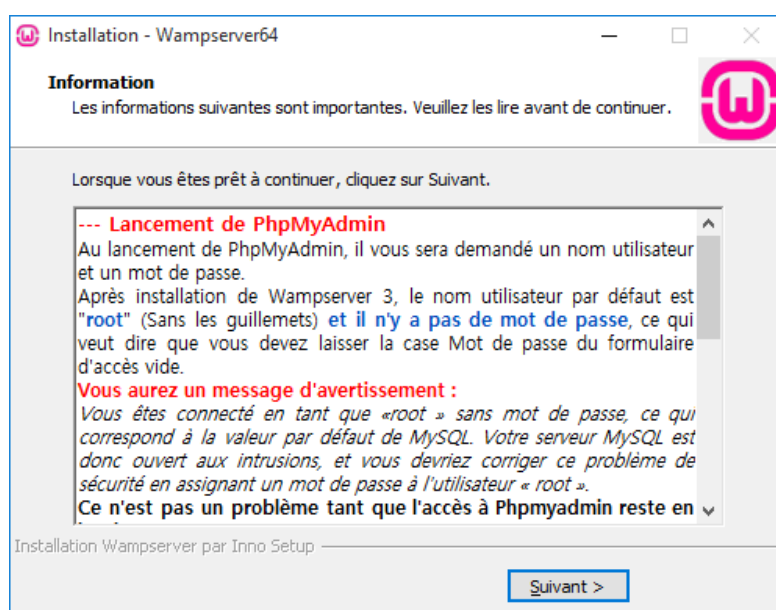 Installation - Wampserver64
Information
Les informations suivantes sont importantes. Veuillez les lire avant de continuer.
Lorsque vous êtes prêt à continuer, cliquez sur Suivant.
--- Lancement de PhpMyAdmin
Au lancement de PhpMyAdmin, il vous sera demandé un nom utilisateur
et un mot de passe.
Après installation de Wampserver 3, le nom utilisateur par défaut est
"root" (Sans les guillemets) et il n'y a pas de mot de passe, ce qui
veut dire que vous devez laisser la case Mot de passe du formulaire
d'accès vide.
Vous aurez un message d'avertissement :
Vous êtes connecté en tant que «root » sans mot de passe, ce qui
correspond à la valeur par défaut de MySQL. Votre serveur MySQL est
donc ouvert aux intrusions, et vous devriez corriger ce problème de
sécurité en assignant un mot de passe à l'utilisateur « root ».
Ce n'est pas un problème tant que l'accès à Phpmyadmin reste en
Installation Wampserver par Inno Setup
Suivant >